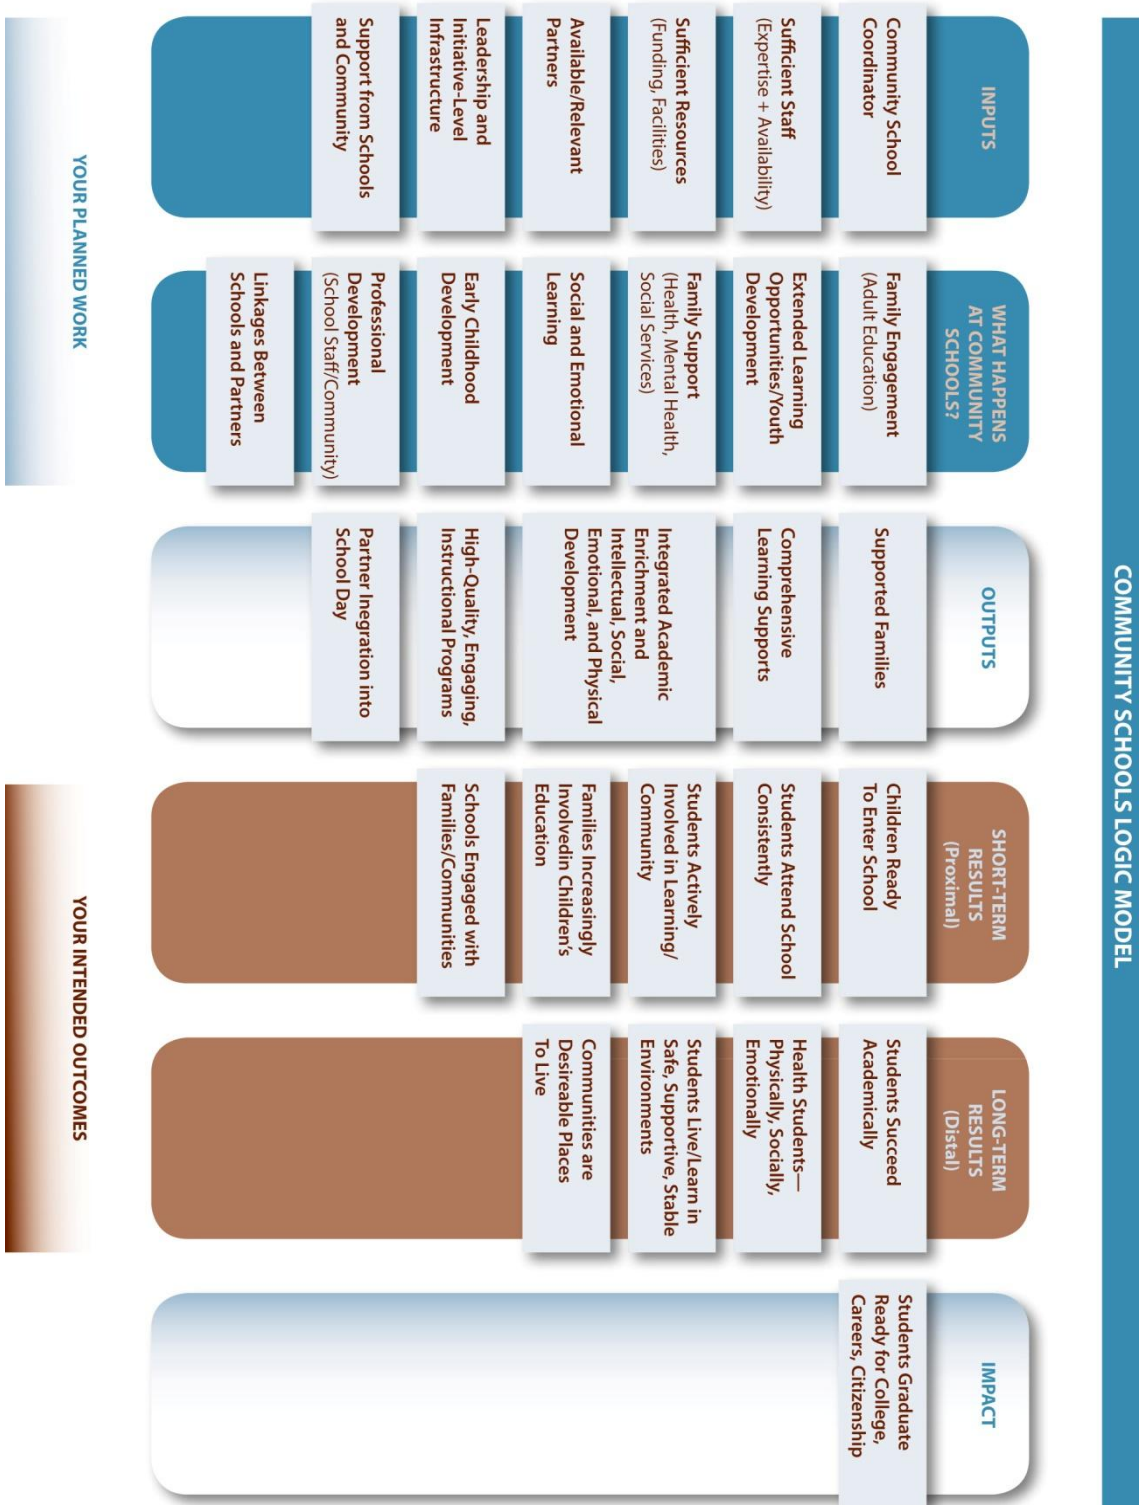 COMMUNITY SCHOOLS LOGIC MODEL
INPUTS
Community School
Coordinator
Sufficient Staff
(Expertise + Availability)
Sufficient Resources
(Funding, Facilities)
Available/Relevant
Partners
Leadership and
Initiative-Level
Infrastructure
Support from Schools
and Community
WHAT HAPPENS
AT COMMUNITY
SCHOOLS?
Family Engagement
(Adult Education)
Extended Learning
Opportunities/Youth
Development
Family Support
(Health, Mental Health,
Social Services)
Social and Emotional
Learning
Early Childhood
Development
Professional
Development
(School Staff/Community)
Linkages Between
Schools and Partners
OUTPUTS
Supported Families
Comprehensive
Learning Supports
Integrated Academic
Enrichment and
Intellectual, Social,
Emotional, and Physical
Development
High-Quality, Engaging,
Instructional Programs
Partner Inegration into
School Day
SHORT-TERM
RESULTS
(Proximal)
Children Ready
To Enter School
Students Attend School
Consistently
Students Actively
Involved in Learning/
Community
Families Increasingly
Involvedin Children's
Education
Schools Engaged with
Families/Communities
LONG-TERM
RESULTS
(Distal)
Students Succeed
Academically
Health Students—
Physically, Socially,
Emotionally
Students Live/Learn in
Safe, Supportive, Stable
Environments
Communities are
Desireable Places
To Live
IMPACT
Students Graduate
Ready for College,
Careers, Citizenship
YOUR PLANNED WORK
YOUR INTENDED OUTCOMES